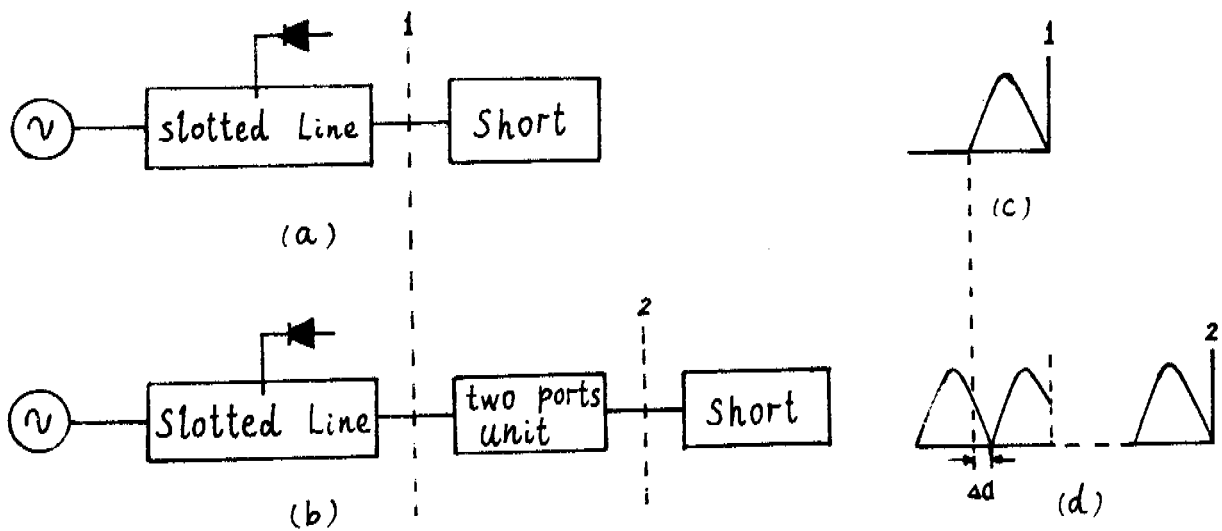 1
1
~
slotted Line
Short
(a)
(c)
2
2
~
Slotted Line
two ports
unit
Short
Δd
(b)
(d)